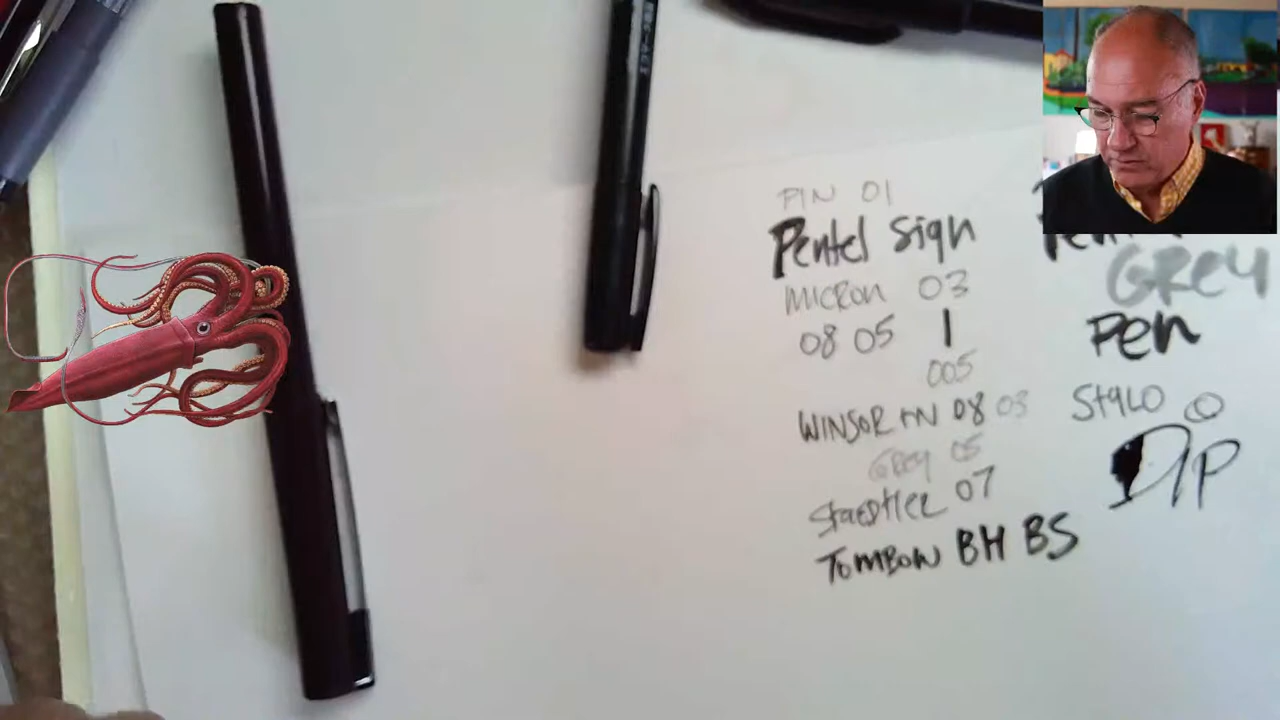 PIN 01
Pentel Sign
MICRON 03
08 05 1
005
WINSOR +N 08 03
GREY 05
Staedtler 07
TOMBOW BH BS
GREY
Pen
STYLO
DIP